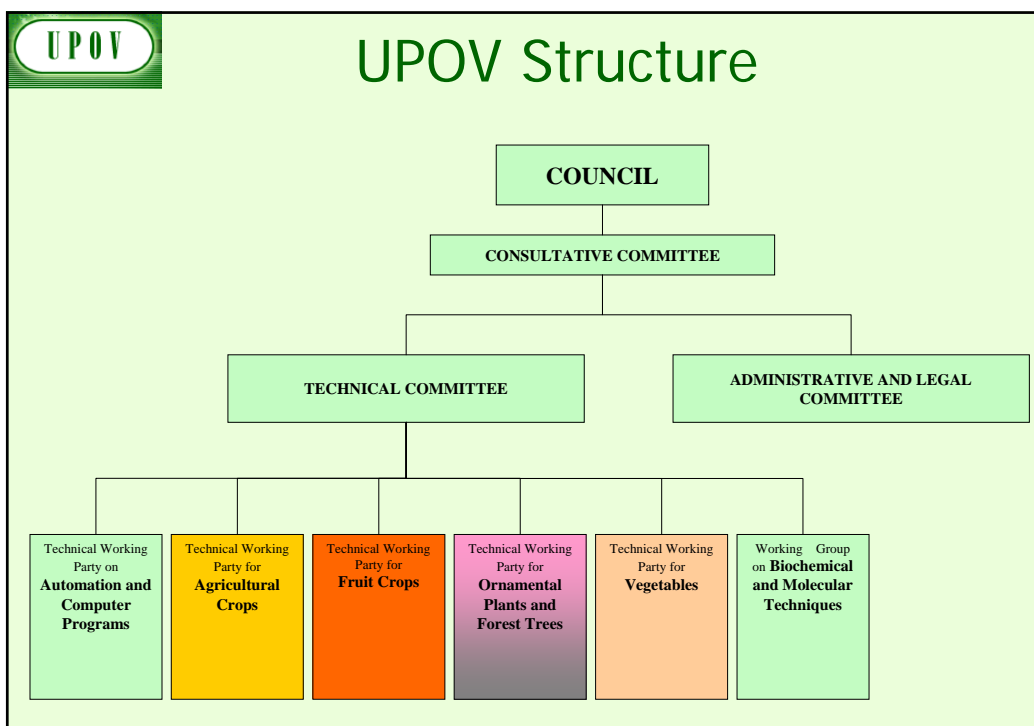 UPOV
UPOV Structure
COUNCIL
CONSULTATIVE COMMITTEE
TECHNICAL COMMITTEE
ADMINISTRATIVE AND LEGAL
COMMITTEE
Technical Working
Party on
Automation and
Computer
Programs
Technical Working
Party for
Agricultural
Crops
Technical Working
Party for
Fruit Crops
Technical Working
Party for
Ornamental
Plants and
Forest Trees
Technical Working
Party for
Vegetables
Working Group
on Biochemical
and Molecular
Techniques